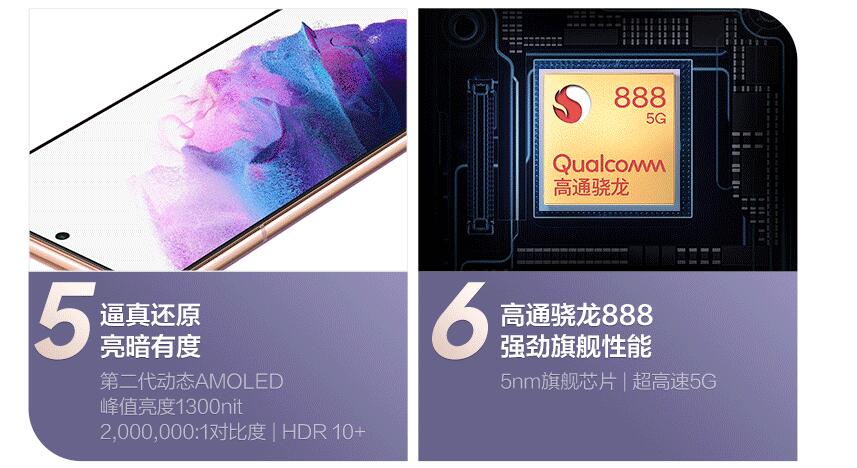 5
逼真还原
亮暗有度
第二代动态AMOLED
峰值亮度1300nit
2,000,000:1对比度 | HDR 10+
888
5G
Qualcomm
高通骁龙
6
高通骁龙888
强劲旗舰性能
5nm旗舰芯片 | 超高速5G